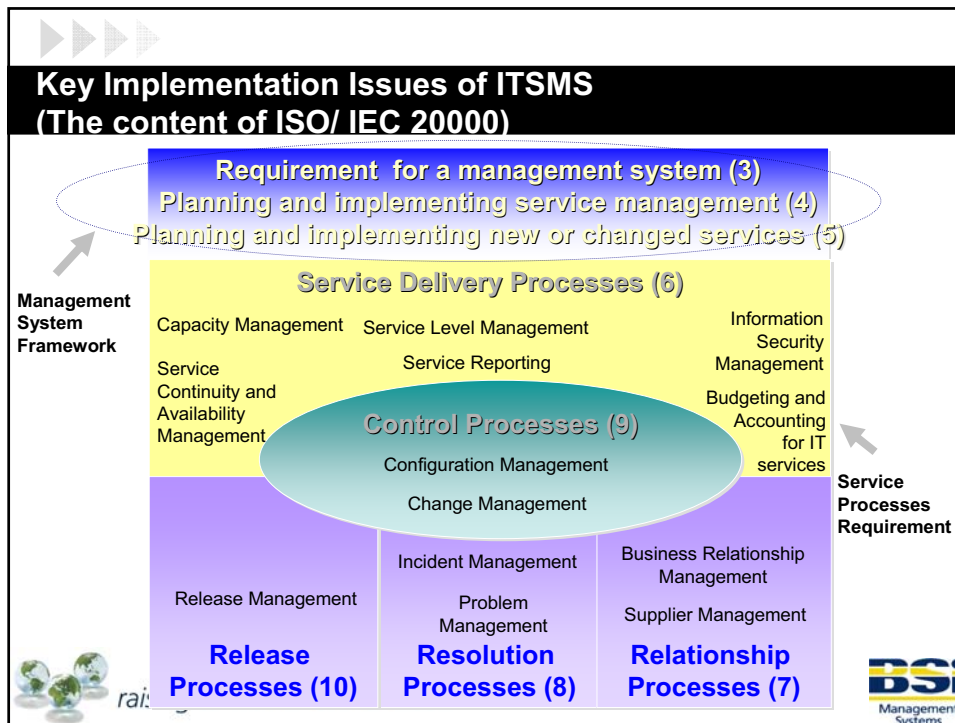 Key Implementation Issues of ITSMS
(The content of ISO/ IEC 20000)
Requirement for a management system (3)
Planning and implementing service management (4)
Planning and implementing new or changed services (5)
Management
System
Framework
Service Delivery Processes (6)
Capacity Management
Service Level Management
Service Reporting
Information
Security
Management
Service
Continuity and
Availability
Management
Budgeting and
Accounting
for IT
services
Control Processes (9)
Configuration Management
Change Management
Service
Processes
Requirement
Release Management
Incident Management
Problem
Management
Business Relationship
Management
Supplier Management
Release
Processes (10)
Resolution
Processes (8)
Relationship
Processes (7)
BSi
Management
Systems